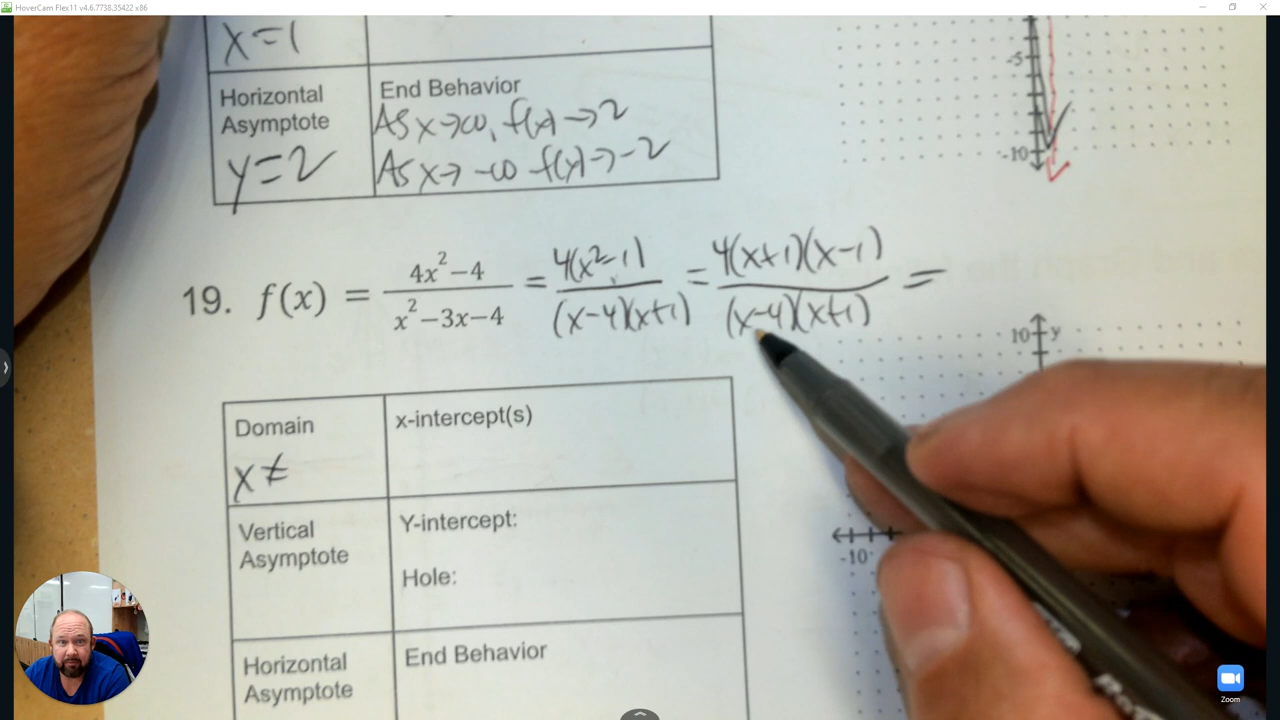 HoverCam Flex11 v4.6.7738.35422 x86
x=1
Horizontal Asymptote
y=2
End Behavior
As x→∞, f(x)→2
As x→-∞ f(x)→-2
-5
-10
19. f(x) = (4x²-4)/(x²-3x-4) = 4(x²-1)/((x-4)(x+1)) = 4(x+1)(x-1)/((x-4)(x+1)) =
10 y
Domain
x≠
x-intercept(s)
Vertical
Asymptote
Y-intercept:
Hole:
-10
Horizontal
Asymptote
End Behavior
Zoom